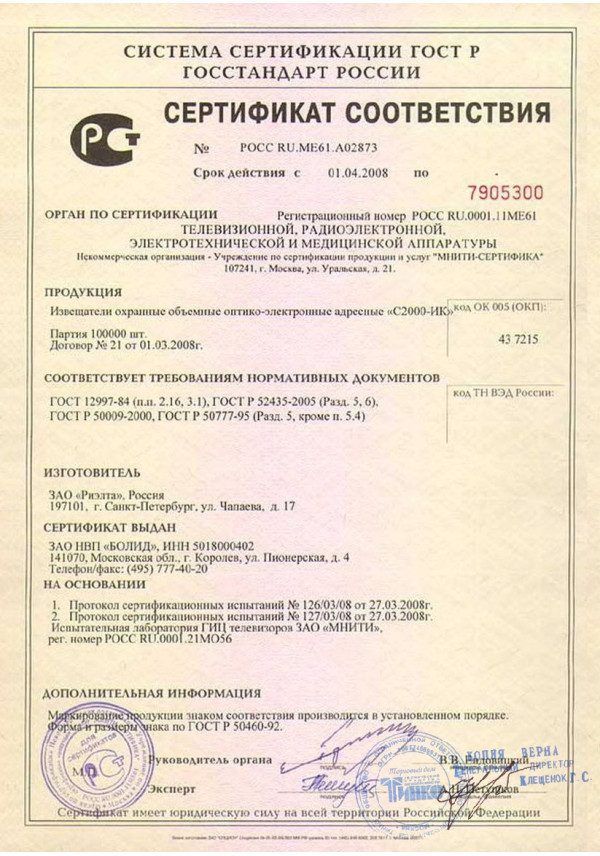 СИСТЕМА СЕРТИФИКАЦИИ ГОСТ Р
ГОССТАНДАРТ РОССИИ
СЕРТИФИКАТ СООТВЕТСТВИЯ
№ РОСС RU.МЕ61.А02873
Срок действия с 01.04.2008 по -
7905300
ОРГАН ПО СЕРТИФИКАЦИИ Регистрационный номер РОСС RU.0001.11МЕ61
ТЕЛЕВИЗИОННОЙ, РАДИОЭЛЕКТРОННОЙ,
ЭЛЕКТРОТЕХНИЧЕСКОЙ И МЕДИЦИНСКОЙ АППАРАТУРЫ
Некоммерческая организация - Учреждение по сертификации продукции и услуг "МНИТИ-СЕРТИФИКА"
107241, г. Москва, ул. Уральская, д. 21.
ПРОДУКЦИЯ
Извещатели охранные объемные оптико-электронные адресные «С2000-ИК»
код ОК 005 (ОКП):
Партия 100000 шт.
Договор № 21 от 01.03.2008г.
43 7215
СООТВЕТСТВУЕТ ТРЕБОВАНИЯМ НОРМАТИВНЫХ ДОКУМЕНТОВ
код ТН ВЭД России:
ГОСТ 12997-84 (п.п. 2.16, 3.1), ГОСТ Р 52435-2005 (Разд. 5, 6),
ГОСТ Р 50009-2000, ГОСТ Р 50777-95 (Разд. 5, кроме п. 5.4)
ИЗГОТОВИТЕЛЬ
ЗАО «Риэлта», Россия
197101, г. Санкт-Петербург, ул. Чапаева, д. 17
СЕРТИФИКАТ ВЫДАН
ЗАО НВП «БОЛИД», ИНН 5018000402
141070, Московская обл., г. Королев, ул. Пионерская, д. 4
Телефон/факс: (495) 777-40-20
НА ОСНОВАНИИ
1. Протокол сертификационных испытаний № 126/03/08 от 27.03.2008г.
2. Протокол сертификационных испытаний № 127/03/08 от 27.03.2008г.
Испытательная лаборатория ГИЦ телевизоров ЗАО «МНИТИ»,
рег. номер РОСС RU.0001.21МО56
ДОПОЛНИТЕЛЬНАЯ ИНФОРМАЦИЯ
Маркирование продукции знаком соответствия производится в установленном порядке.
Форма и размеры знака по ГОСТ Р 50460-92.
для сертификатов
М.П.
Руководитель органа
подпись
КОПИЯ ВЕРНА
ГЕНЕРАЛЬНЫЙ ДИРЕКТОР
КЛЕЩЕНОК Г.С.
Эксперт
Сертификат имеет юридическую силу на всей территории Российской Федерации